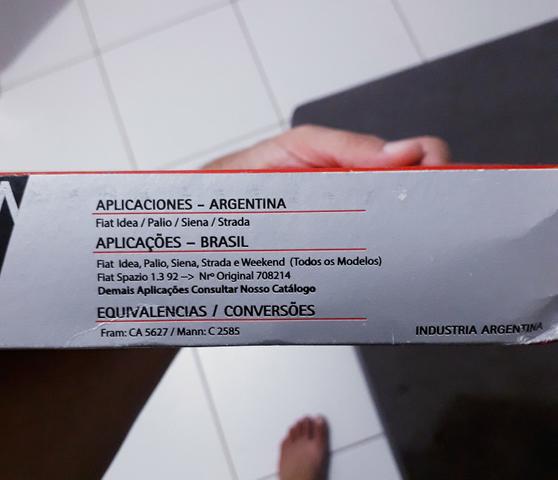 APLICACIONES – ARGENTINA
Fiat Idea / Palio / Siena / Strada
APLICAÇÕES – BRASIL
Fiat Idea, Palio, Siena, Strada e Weekend (Todos os Modelos)
Fiat Spazio 1.3 92 --> Nrº Original 708214
Demais Aplicações Consultar Nosso Catálogo
EQUIVALENCIAS / CONVERSÕES
Fram: CA 5627 / Mann: C 2585
INDUSTRIA ARGENTINA